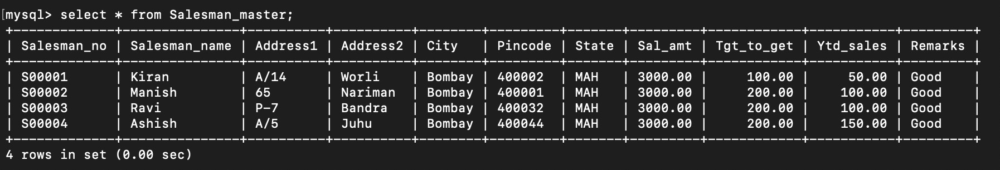 mysql> select * from Salesman_master;
+-------------+---------------+----------+----------+--------+---------+-------+---------+------------+-----------+---------+
| Salesman_no | Salesman_name | Address1 | Address2 | City   | Pincode | State | Sal_amt | Tgt_to_get | Ytd_sales | Remarks |
+-------------+---------------+----------+----------+--------+---------+-------+---------+------------+-----------+---------+
| S00001      | Kiran         | A/14     | Worli    | Bombay | 400002  | MAH   | 3000.00 |     100.00 |     50.00 | Good    |
| S00002      | Manish        | 65       | Nariman  | Bombay | 400001  | MAH   | 3000.00 |     200.00 |    100.00 | Good    |
| S00003      | Ravi          | P-7      | Bandra   | Bombay | 400032  | MAH   | 3000.00 |     200.00 |    100.00 | Good    |
| S00004      | Ashish        | A/5      | Juhu     | Bombay | 400044  | MAH   | 3000.00 |     200.00 |    150.00 | Good    |
+-------------+---------------+----------+----------+--------+---------+-------+---------+------------+-----------+---------+
4 rows in set (0.00 sec)